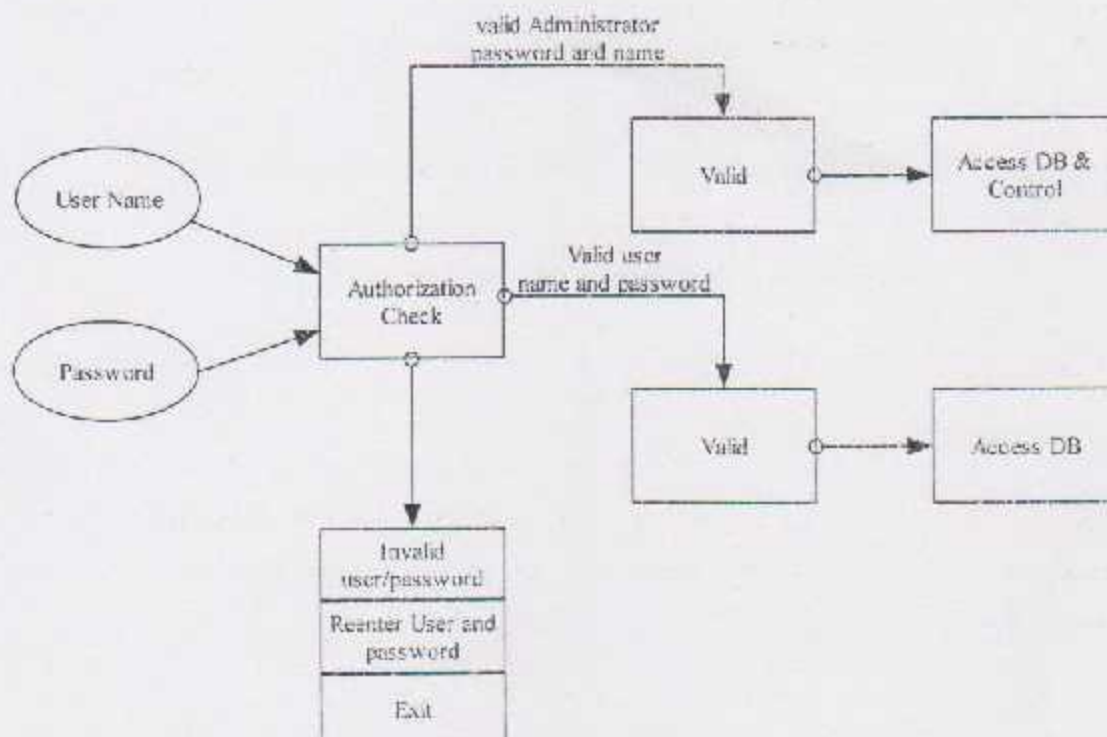 valid Administrator
password and name
Valid
Access DB &
Control
User Name
Authorization
Check
Valid user
name and password
Password
Valid
Access DB
Invalid
user/password
Reenter User and
password
Exit